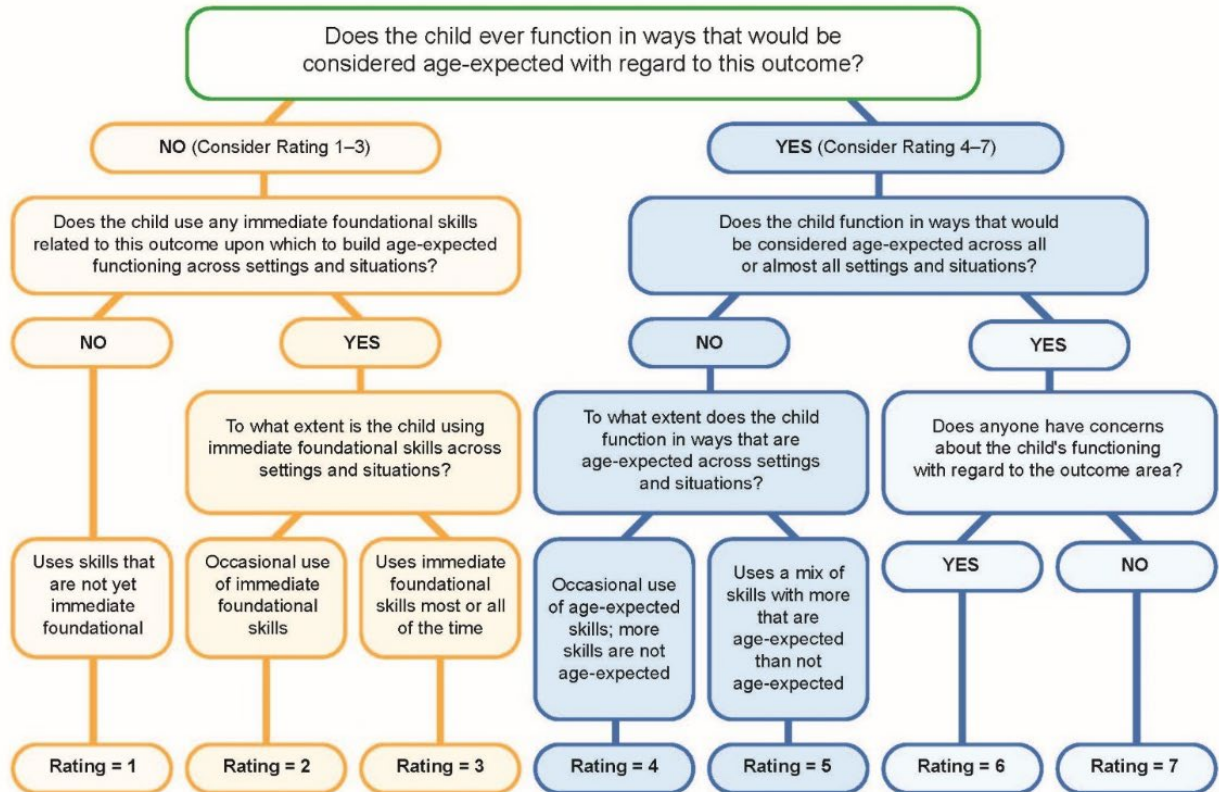 Does the child ever function in ways that would be
considered age-expected with regard to this outcome?
NO (Consider Rating 1–3)
YES (Consider Rating 4–7)
Does the child use any immediate foundational skills
related to this outcome upon which to build age-expected
functioning across settings and situations?
Does the child function in ways that would
be considered age-expected across all
or almost all settings and situations?
NO
YES
NO
YES
To what extent is the child using
immediate foundational skills across
settings and situations?
To what extent does the child
function in ways that are
age-expected across settings
and situations?
Does anyone have concerns
about the child's functioning
with regard to the outcome area?
Uses skills that
are not yet
immediate
foundational
Occasional use
of immediate
foundational
skills
Uses immediate
foundational
skills most or all
of the time
Occasional use
of age-expected
skills; more
skills are not
age-expected
Uses a mix of
skills with more
that are
age-expected
than not
age-expected
YES
NO
Rating = 1
Rating = 2
Rating = 3
Rating = 4
Rating = 5
Rating = 6
Rating = 7